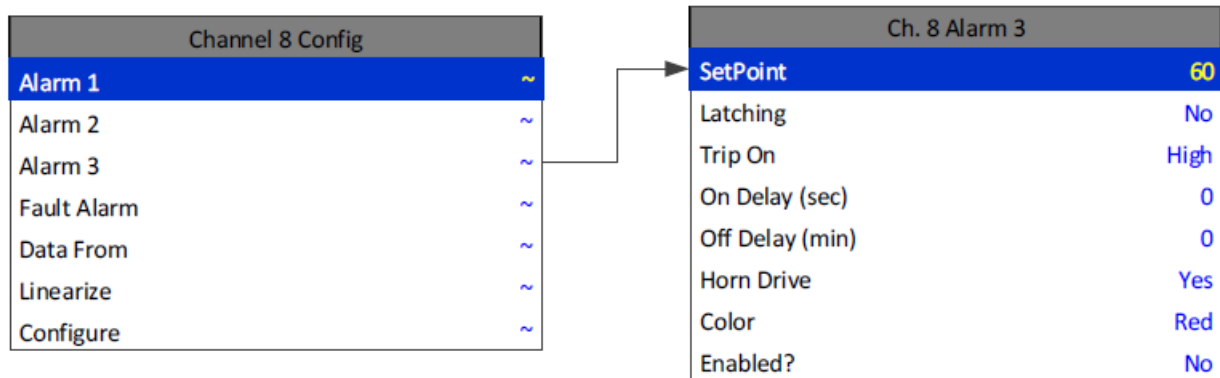 Channel 8 Config
Alarm 1 ~
Alarm 2 ~
Alarm 3 ~
Fault Alarm ~
Data From ~
Linearize ~
Configure ~
Ch. 8 Alarm 3
SetPoint 60
Latching No
Trip On High
On Delay (sec) 0
Off Delay (min) 0
Horn Drive Yes
Color Red
Enabled? No